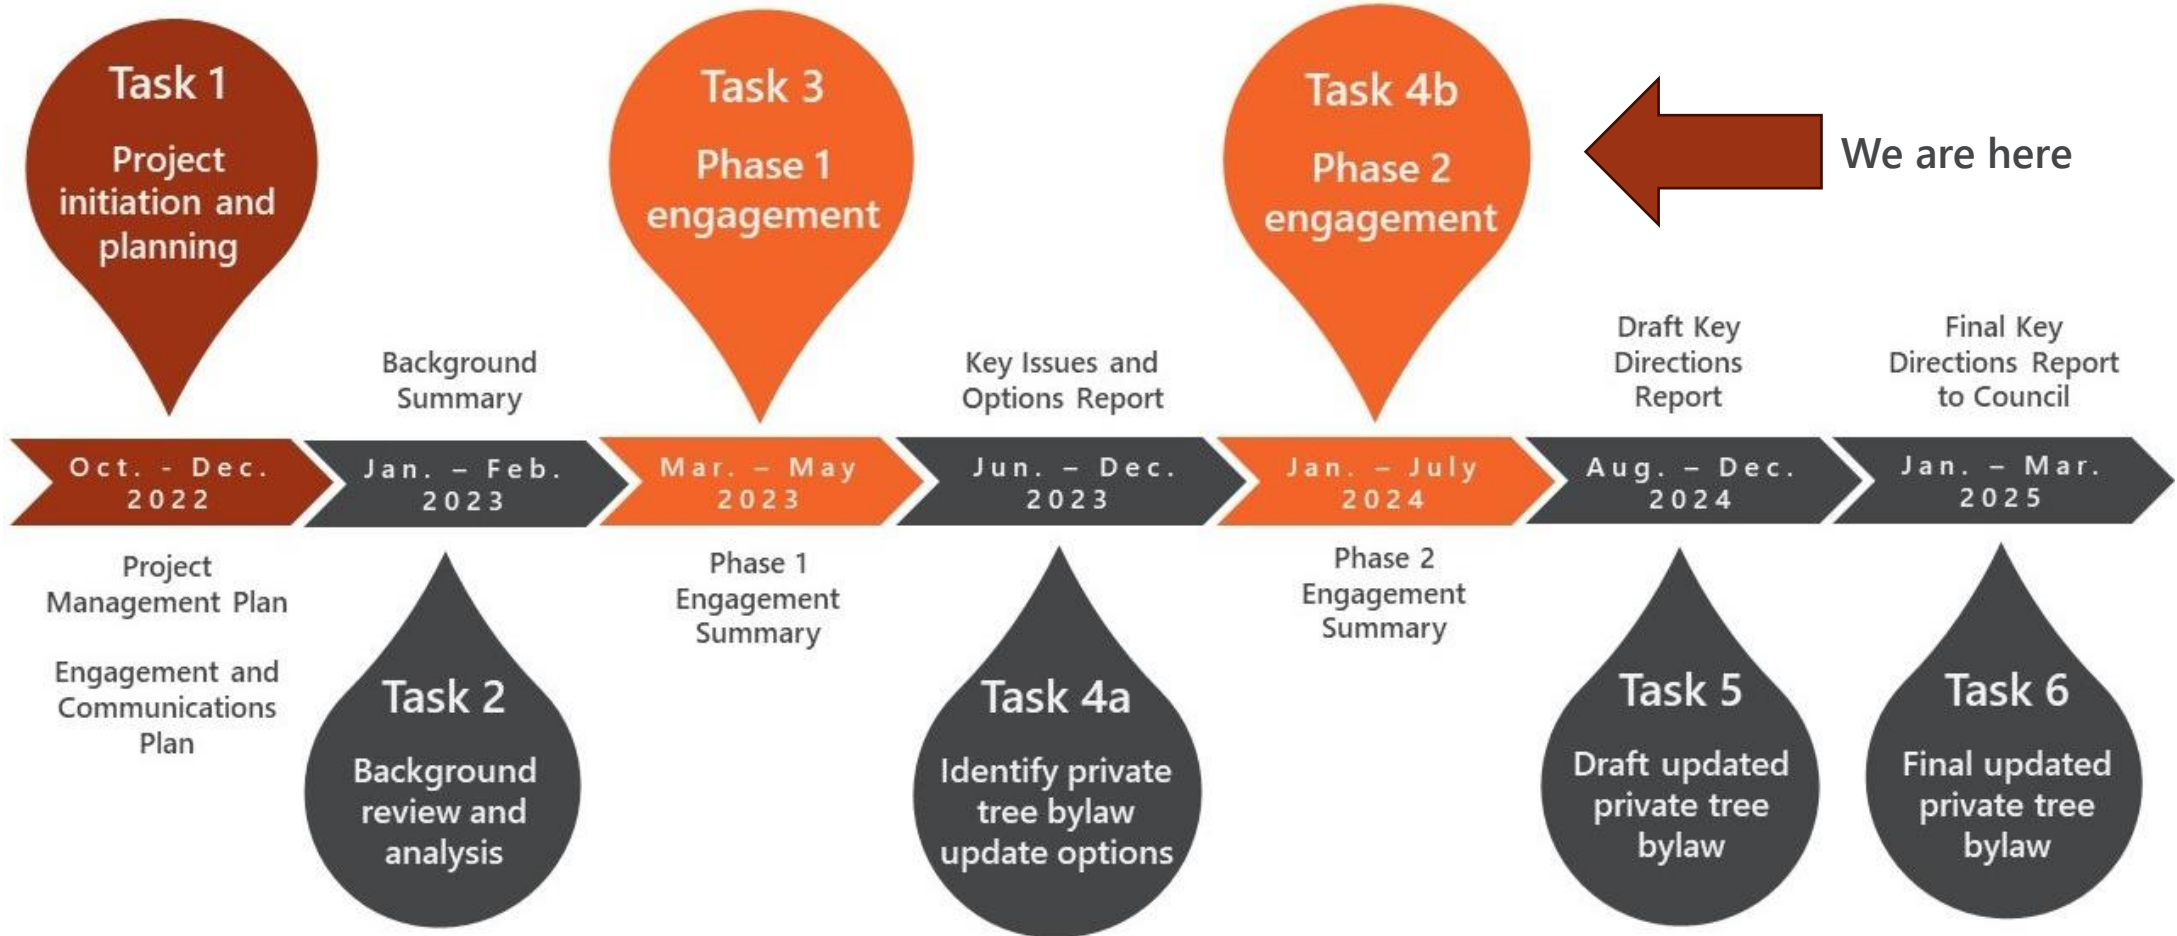 Task 1
Project
initiation and
planning
Task 3
Phase 1
engagement
Task 4b
Phase 2
engagement
We are here
Background
Summary
Key Issues and
Options Report
Draft Key
Directions
Report
Final Key
Directions Report
to Council
Oct. - Dec.
2022
Jan. – Feb.
2023
Mar. – May
2023
Jun. – Dec.
2023
Jan. – July
2024
Aug. – Dec.
2024
Jan. – Mar.
2025
Project
Management Plan
Engagement and
Communications
Plan
Phase 1
Engagement
Summary
Phase 2
Engagement
Summary
Task 2
Background
review and
analysis
Task 4a
Identify private
tree bylaw
update options
Task 5
Draft updated
private tree
bylaw
Task 6
Final updated
private tree
bylaw